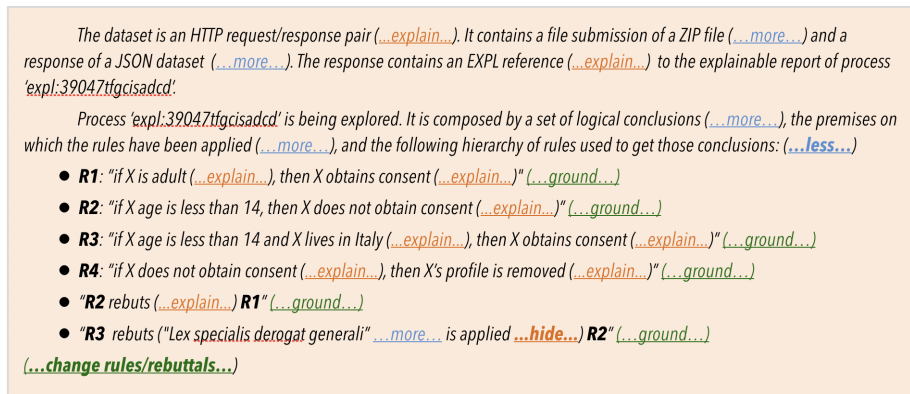 The dataset is an HTTP request/response pair (...explain...). It contains a file submission of a ZIP file (...more...) and a
response of a JSON dataset (...more...). The response contains an EXPL reference (...explain...) to the explainable report of process
‘expl:39047tfgcisadcd’.
Process ‘expl:39047tfgcisadcd’ is being explored. It is composed by a set of logical conclusions (...more...), the premises on
which the rules have been applied (...more...), and the following hierarchy of rules used to get those conclusions: (...less...)
● R1: “if X is adult (...explain...), then X obtains consent (...explain...)" (...ground...)
● R2: “if X age is less than 14, then X does not obtain consent (...explain...)” (...ground...)
● R3: “if X age is less than 14 and X lives in Italy (...explain...), then X obtains consent (...explain...)” (...ground...)
● R4: “if X does not obtain consent (...explain...), then X’s profile is removed (...explain...)” (...ground...)
● “R2 rebuts (...explain...) R1” (...ground...)
● “R3 rebuts ("Lex specialis derogat generali” ...more... is applied ...hide...) R2” (...ground...)
(...change rules/rebuttals...)